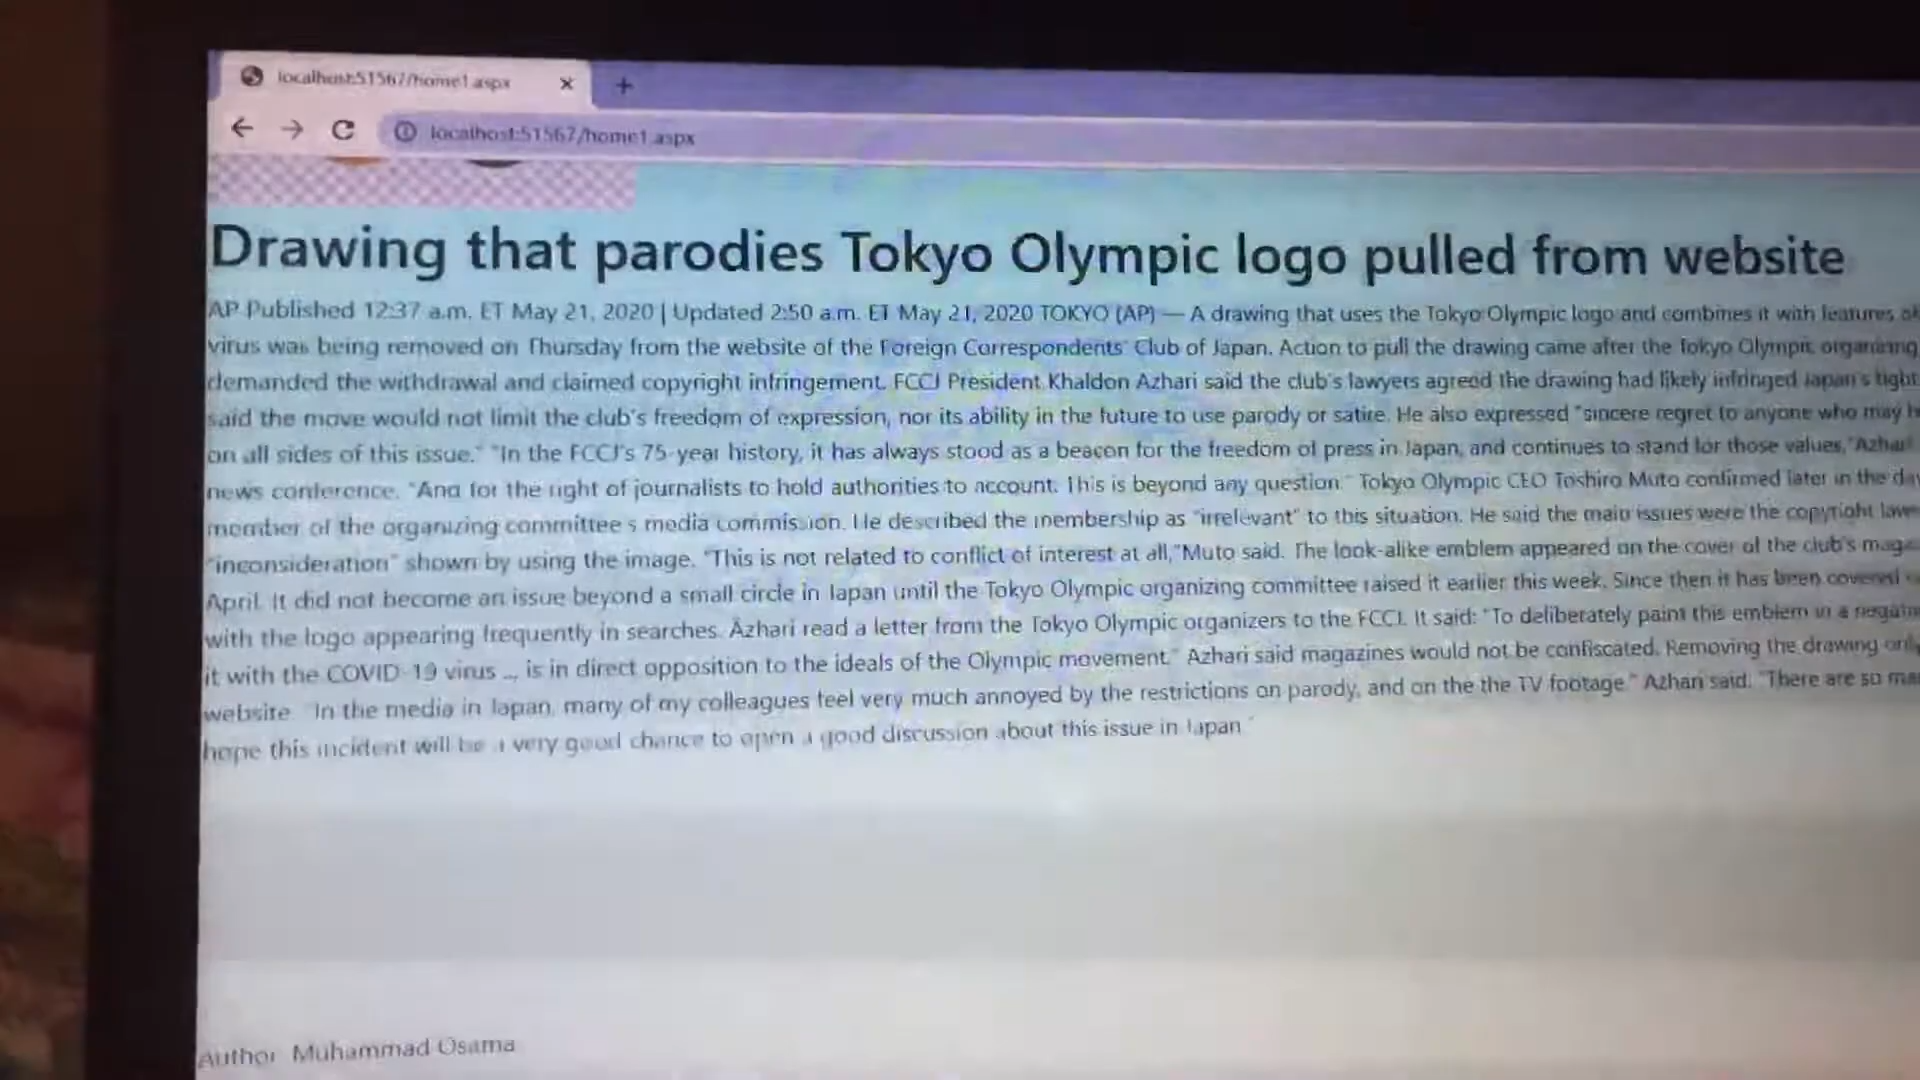 localhost:51567/home1.aspx
localhost:51567/home1.aspx
Drawing that parodies Tokyo Olympic logo pulled from website
AP Published 12:37 a.m. ET May 21, 2020 | Updated 2:50 a.m. ET May 21, 2020 TOKYO (AP) — A drawing that uses the Tokyo Olympic logo and combines it with features
virus was being removed on Thursday from the website of the Foreign Correspondents' Club of Japan. Action to pull the drawing came after the Tokyo Olympic organizing
demanded the withdrawal and claimed copyright infringement. FCCJ President Khaldon Azhari said the club's lawyers agreed the drawing had likely infringed Japan's
said the move would not limit the club's freedom of expression, nor its ability in the future to use parody or satire. He also expressed "sincere regret to anyone who may
on all sides of this issue." "In the FCCJ's 75-year history, it has always stood as a beacon for the freedom of press in Japan, and continues to stand for those values,"
news conference. "And for the right of journalists to hold authorities to account. This is beyond any question." Tokyo Olympic CEO Toshiro Muto confirmed later in the
member of the organizing committee's media commission. He described the membership as "irrelevant" to this situation. He said the main issues were the copyright
"inconsideration" shown by using the image. "This is not related to conflict of interest at all,"Muto said. The look-alike emblem appeared on the cover of the club's
April. It did not become an issue beyond a small circle in Japan until the Tokyo Olympic organizing committee raised it earlier this week. Since then it has been covered
with the logo appearing frequently in searches. Azhari read a letter from the Tokyo Olympic organizers to the FCCJ. It said: "To deliberately paint this emblem in a
it with the COVID-19 virus ... is in direct opposition to the ideals of the Olympic movement." Azhari said magazines would not be confiscated. Removing the drawing
website. "In the media in Japan, many of my colleagues feel very much annoyed by the restrictions on parody, and on the the TV footage." Azhari said. "There are so
hope this incident will be a very good chance to open a good discussion about this issue in Japan."
Author Muhammad Osama